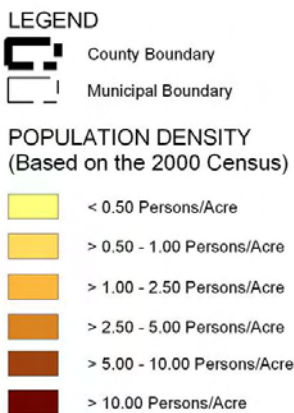 LEGEND
County Boundary
Municipal Boundary
POPULATION DENSITY
(Based on the 2000 Census)
< 0.50 Persons/Acre
> 0.50 - 1.00 Persons/Acre
> 1.00 - 2.50 Persons/Acre
> 2.50 - 5.00 Persons/Acre
> 5.00 - 10.00 Persons/Acre
> 10.00 Persons/Acre